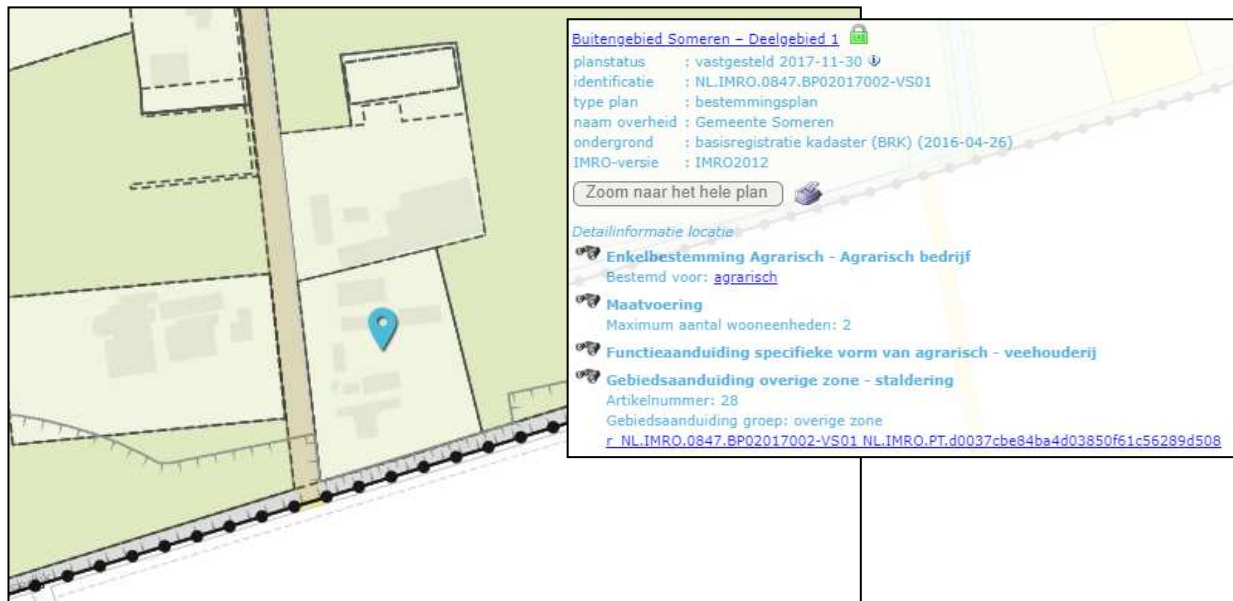 Buitengebied Someren – Deelgebied 1
planstatus : vastgesteld 2017-11-30
identificatie : NL.IMRO.0847.BP02017002-VS01
type plan : bestemmingsplan
naam overheid : Gemeente Someren
ondergrond : basisregistratie kadaster (BRK) (2016-04-26)
IMRO-versie : IMRO2012
Zoom naar het hele plan
Detailinformatie locatie
Enkelbestemming Agrarisch - Agrarisch bedrijf
Bestemd voor: agrarisch
Maatvoering
Maximum aantal wooneenheden: 2
Functieaanduiding specifieke vorm van agrarisch - veehouderij
Gebiedsaanduiding overige zone - staldering
Artikelnummer: 28
Gebiedsaanduiding groep: overige zone
r_NL.IMRO.0847.BP02017002-VS01_NL.IMRO.PT.d0037cbe84ba4d03850f61c56289d508